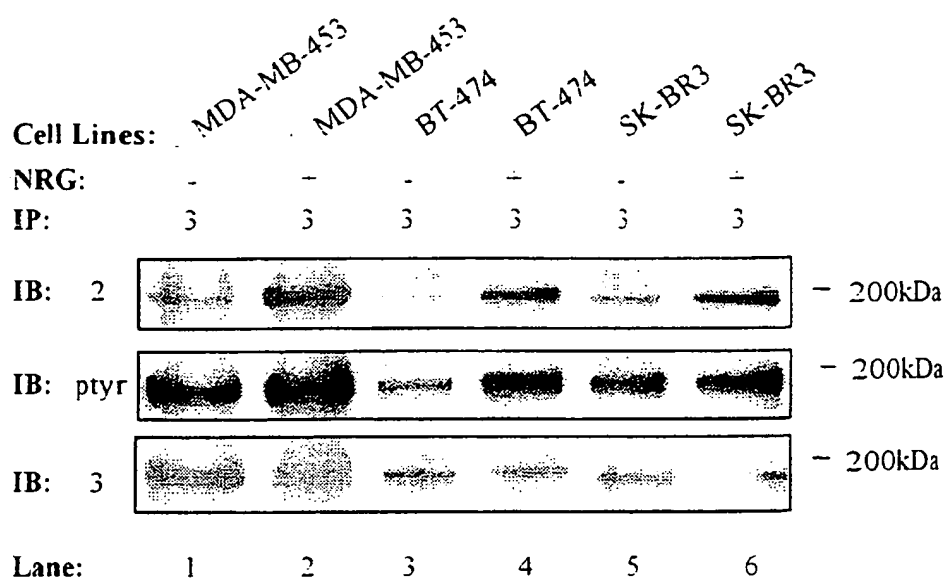 MDA-MB-453 MDA-MB-453 BT-474 BT-474 SK-BR3 SK-BR3
Cell Lines:
NRG: - + - + - +
IP: 3 3 3 3 3 3
IB: 2 - 200kDa
IB: ptyr - 200kDa
IB: 3 - 200kDa
Lane: 1 2 3 4 5 6